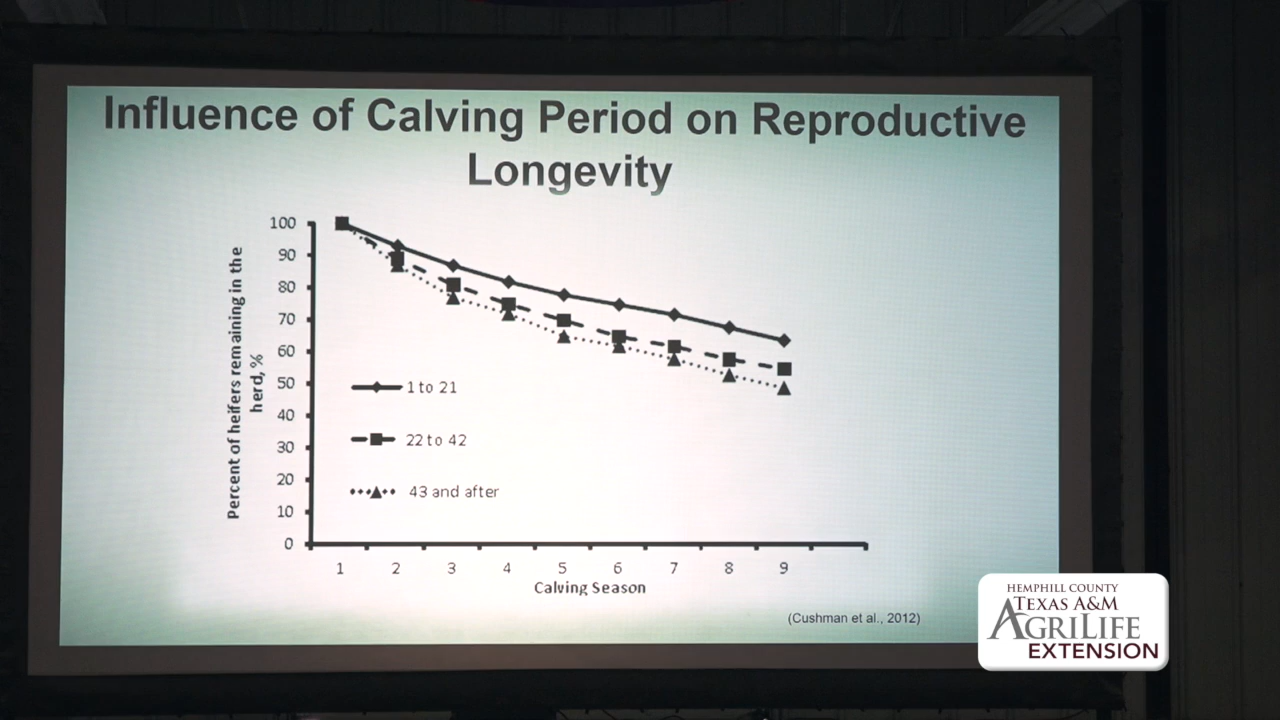 Influence of Calving Period on Reproductive
Longevity
Percent of heifers remaining in the
herd, %
100
90
80
70
60
50
40
30
20
10
0
1 to 21
22 to 42
43 and after
1 2 3 4 5 6 7 8 9
Calving Season
(Cushman et al., 2012)
HEMPHILL COUNTY
TEXAS A&M
AGRILIFE
EXTENSION